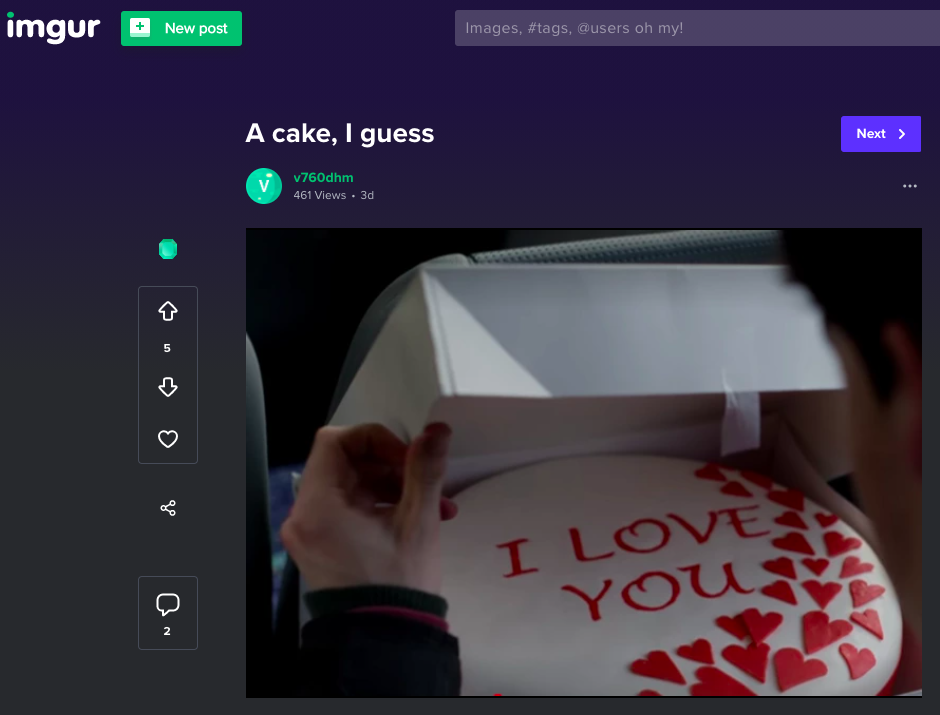 imgur
New post
Images, #tags, @users oh my!
A cake, I guess
Next
V
v760dhm
461 Views • 3d
5
2
I LOVE
YOU